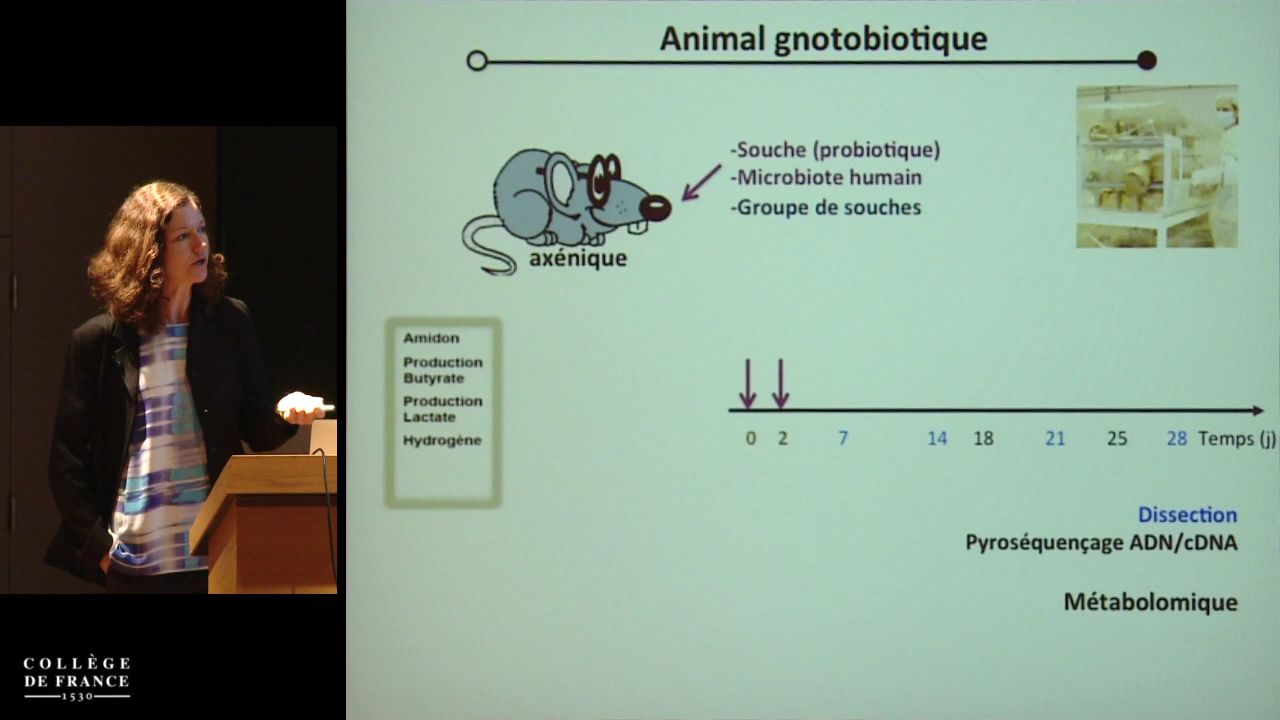 Animal gnotobiotique
-Souche (probiotique)
-Microbiote humain
-Groupe de souches
axénique
Amidon
Production
Butyrate
Production
Lactate
Hydrogène
0 2 7 14 18 21 25 28 Temps (j)
Dissection
Pyroséquençage ADN/cDNA
Métabolomique
COLLÈGE
DE FRANCE
1530